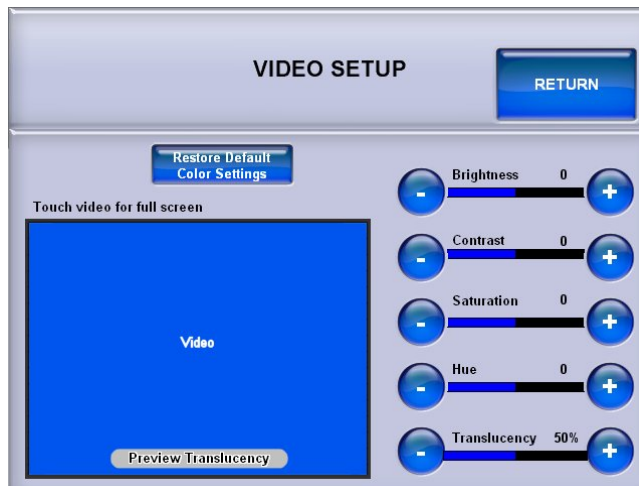 VIDEO SETUP
RETURN
Restore Default
Color Settings
Touch video for full screen
Video
Preview Translucency
Brightness 0
- +
Contrast 0
- +
Saturation 0
- +
Hue 0
- +
Translucency 50%
- +